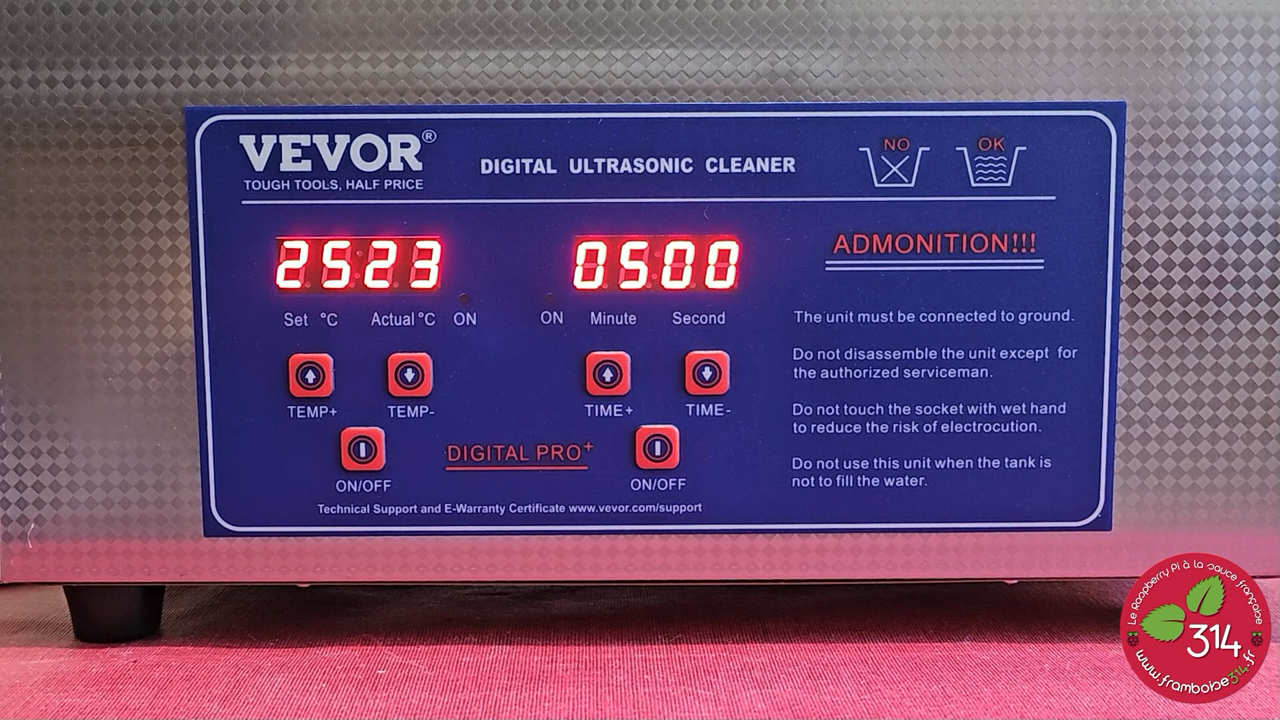 VEVOR®
TOUGH TOOLS, HALF PRICE
DIGITAL ULTRASONIC CLEANER
NO
OK
2523
0500
Set °C
Actual °C
ON
ON
Minute
Second
TEMP+
TEMP-
TIME+
TIME-
ON/OFF
DIGITAL PRO+
ON/OFF
Technical Support and E-Warranty Certificate www.vevor.com/support
ADMONITION!!!
The unit must be connected to ground.
Do not disassemble the unit except for
the authorized serviceman.
Do not touch the socket with wet hand
to reduce the risk of electrocution.
Do not use this unit when the tank is
not to fill the water.
Le Raspberry Pi à la sauce française
314
www.framboise314.fr